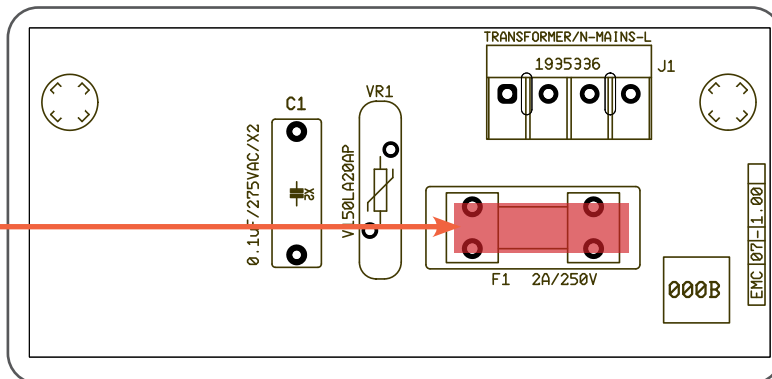 TRANSFORMER/N-MAINS-L
1935336
J1
VR1
C1
0.1uF/275VAC/X2
X2
V150LA20AP
F1 2A/250V
000B
EMC 07-1.00